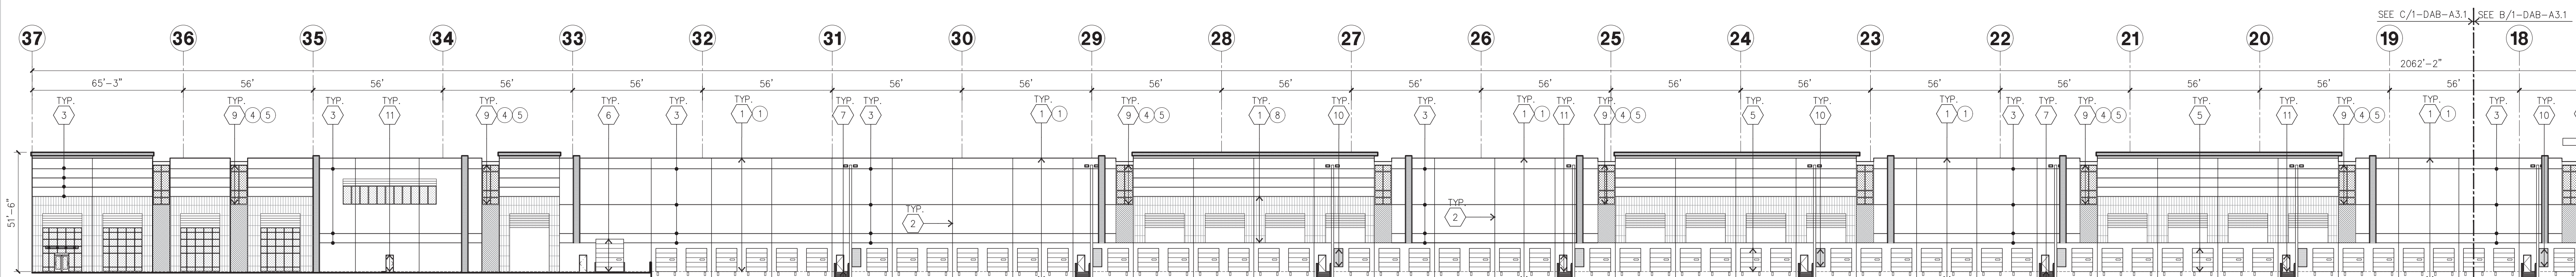 SEE C/1-DAB-A3.1 SEE B/1-DAB-A3.1
37 36 35 34 33 32 31 30 29 28 27 26 25 24 23 22 21 20 19 18
2062'-2"
65'-3" 56' 56' 56' 56' 56' 56' 56' 56' 56' 56' 56' 56' 56' 56' 56' 56' 56' 56'
TYP. TYP. TYP. TYP. TYP. TYP. TYP. TYP. TYP. TYP. TYP. TYP. TYP. TYP. TYP. TYP. TYP. TYP. TYP. TYP. TYP. TYP. TYP. TYP. TYP. TYP. TYP. TYP. TYP.
3 9 4 5 3 11 9 4 5 6 3 1 1 7 3 1 1 9 4 5 1 8 10 3 1 1 11 9 4 5 5 10 1 1 3 7 9 4 5 5 11 9 4 5 1 1 3 10
51'-6"
TYP.
2
TYP.
2